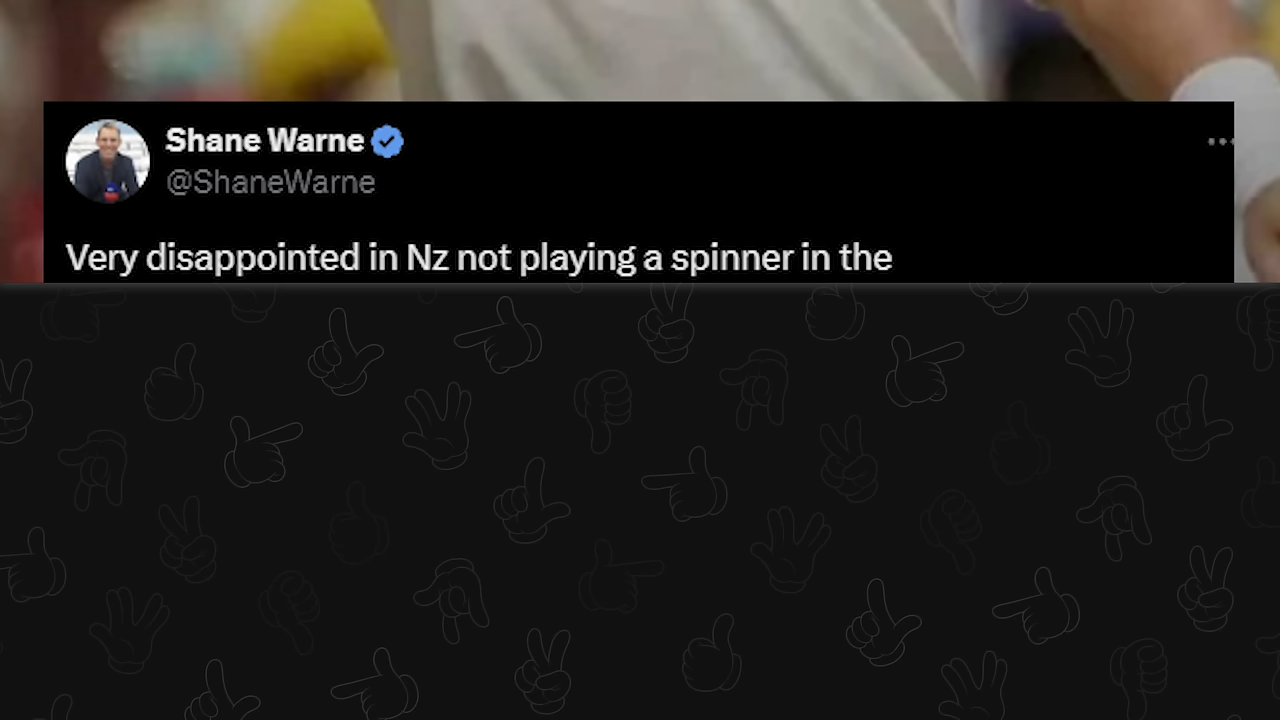 Shane Warne
@ShaneWarne
Very disappointed in Nz not playing a spinner in the